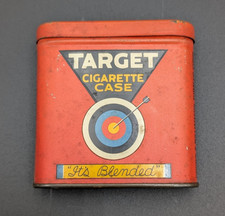 TARGET
CIGARETTE
CASE
"It's Blended"